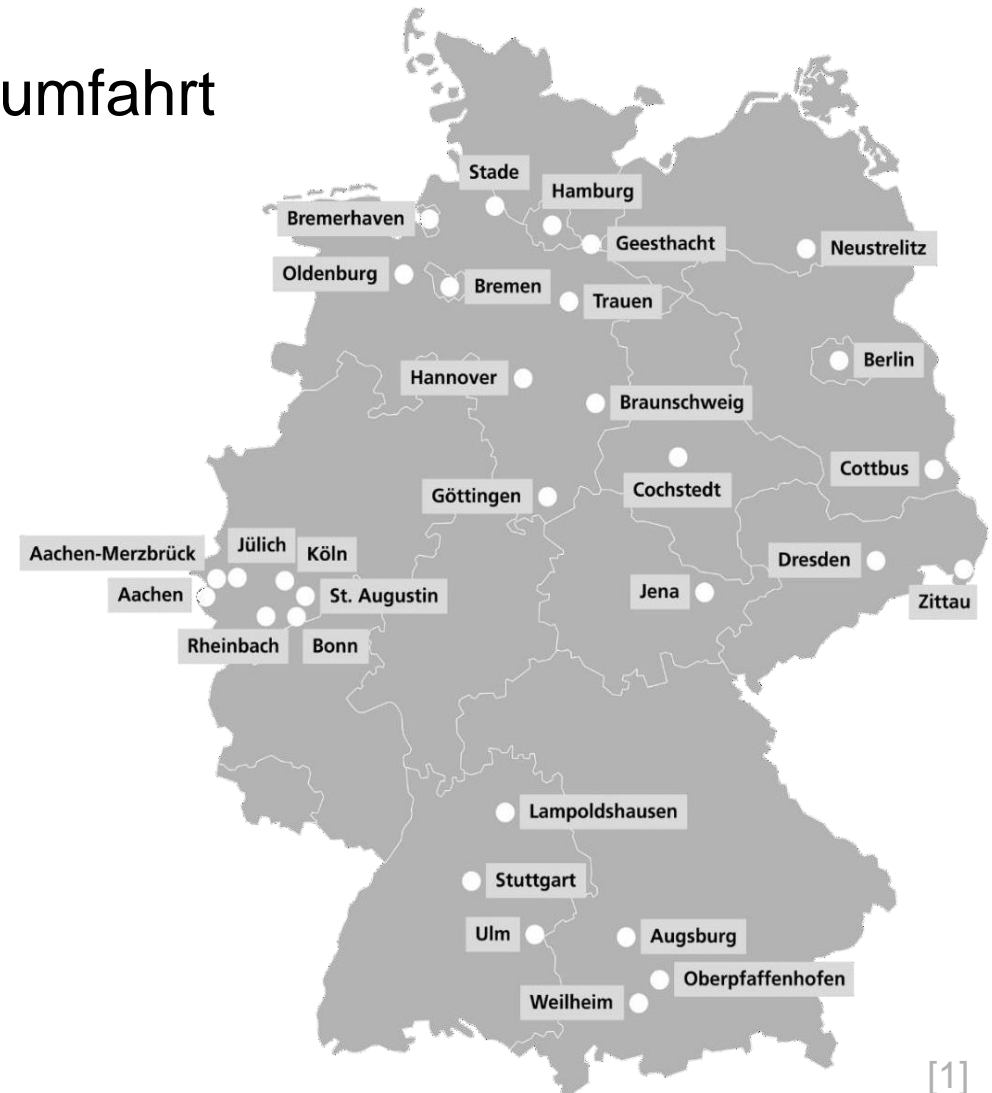 umfahrt
Stade
Hamburg
Bremerhaven
Geesthacht
Neustrelitz
Oldenburg
Bremen
Trauen
Berlin
Hannover
Braunschweig
Cottbus
Göttingen
Cochstedt
Aachen-Merzbrück
Jülich
Köln
Dresden
Aachen
St. Augustin
Jena
Zittau
Rheinbach
Bonn
Lampoldshausen
Stuttgart
Ulm
Augsburg
Oberpfaffenhofen
Weilheim
[1]